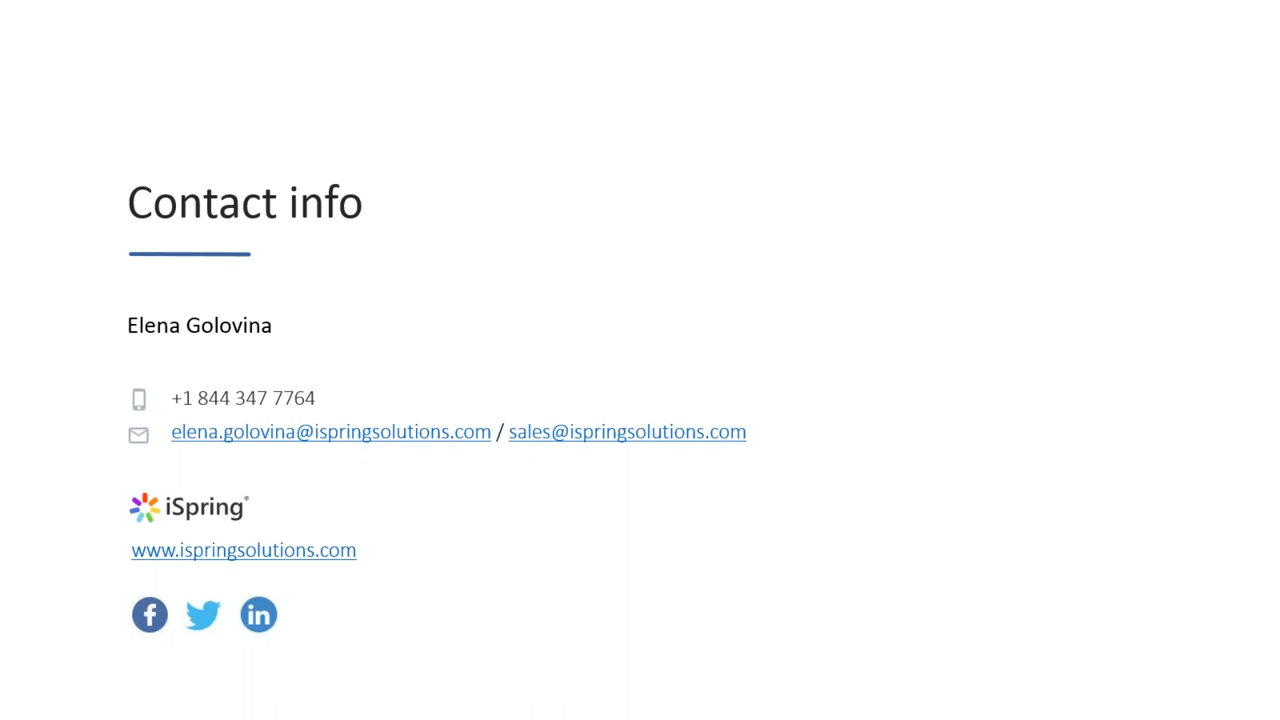 Contact info
Elena Golovina
+1 844 347 7764
elena.golovina@ispringsolutions.com / sales@ispringsolutions.com
iSpring®
www.ispringsolutions.com
f in